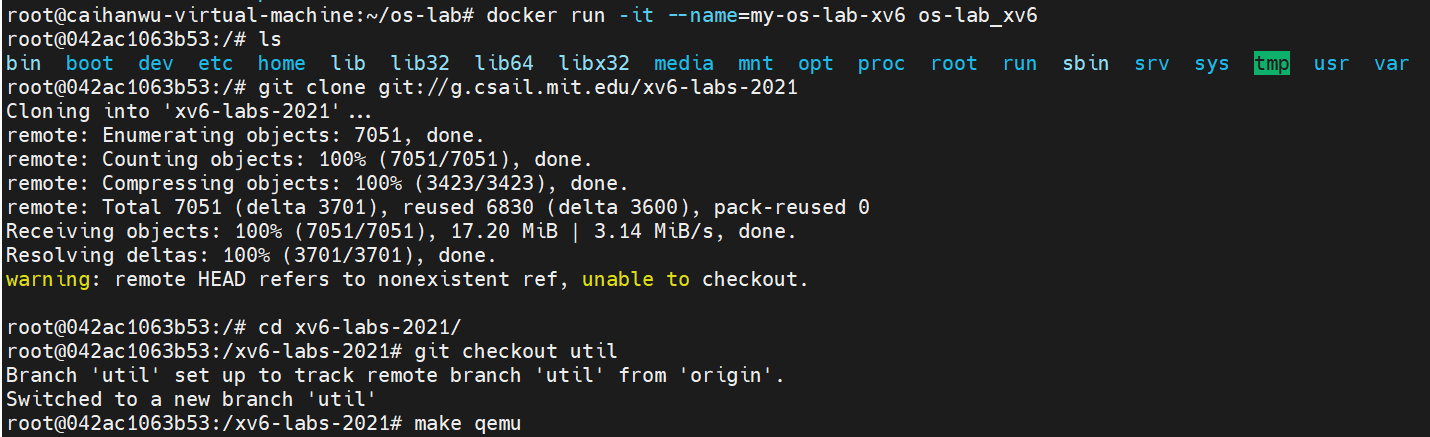 root@caihanwu-virtual-machine:~/os-lab# docker run -it --name=my-os-lab-xv6 os-lab_xv6
root@042ac1063b53:/# ls
bin  boot  dev  etc  home  lib  lib32  lib64  libx32  media  mnt  opt  proc  root  run  sbin  srv  sys  tmp  usr  var
root@042ac1063b53:/# git clone git://g.csail.mit.edu/xv6-labs-2021
Cloning into 'xv6-labs-2021'...
remote: Enumerating objects: 7051, done.
remote: Counting objects: 100% (7051/7051), done.
remote: Compressing objects: 100% (3423/3423), done.
remote: Total 7051 (delta 3701), reused 6830 (delta 3600), pack-reused 0
Receiving objects: 100% (7051/7051), 17.20 MiB | 3.14 MiB/s, done.
Resolving deltas: 100% (3701/3701), done.
warning: remote HEAD refers to nonexistent ref, unable to checkout.
root@042ac1063b53:/# cd xv6-labs-2021/
root@042ac1063b53:/xv6-labs-2021# git checkout util
Branch 'util' set up to track remote branch 'util' from 'origin'.
Switched to a new branch 'util'
root@042ac1063b53:/xv6-labs-2021# make qemu